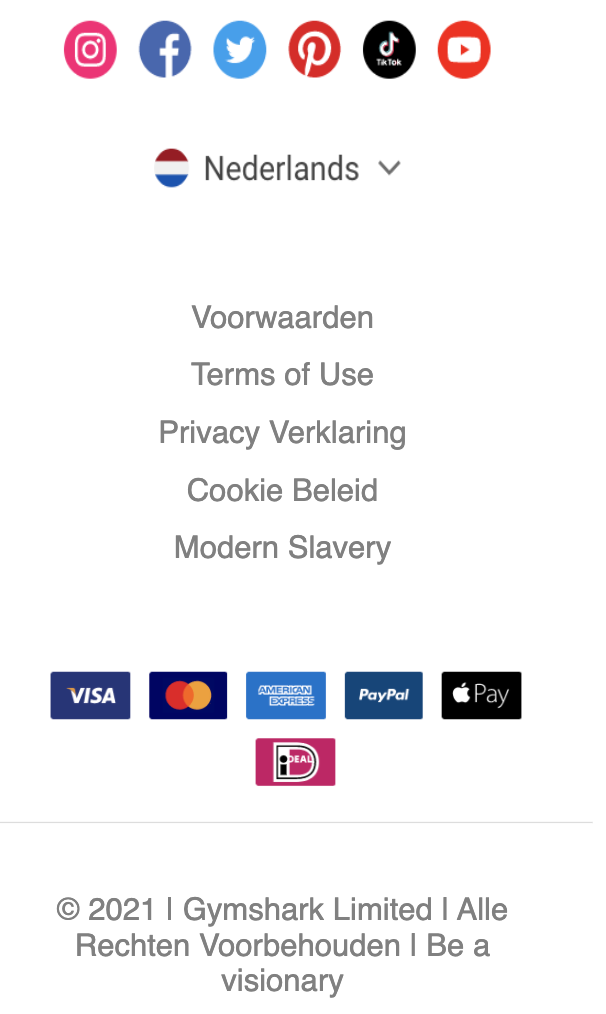 TikTok
Nederlands
Voorwaarden
Terms of Use
Privacy Verklaring
Cookie Beleid
Modern Slavery
VISA AMERICAN EXPRESS PayPal Pay
iDEAL
© 2021 | Gymshark Limited | Alle
Rechten Voorbehouden | Be a
visionary